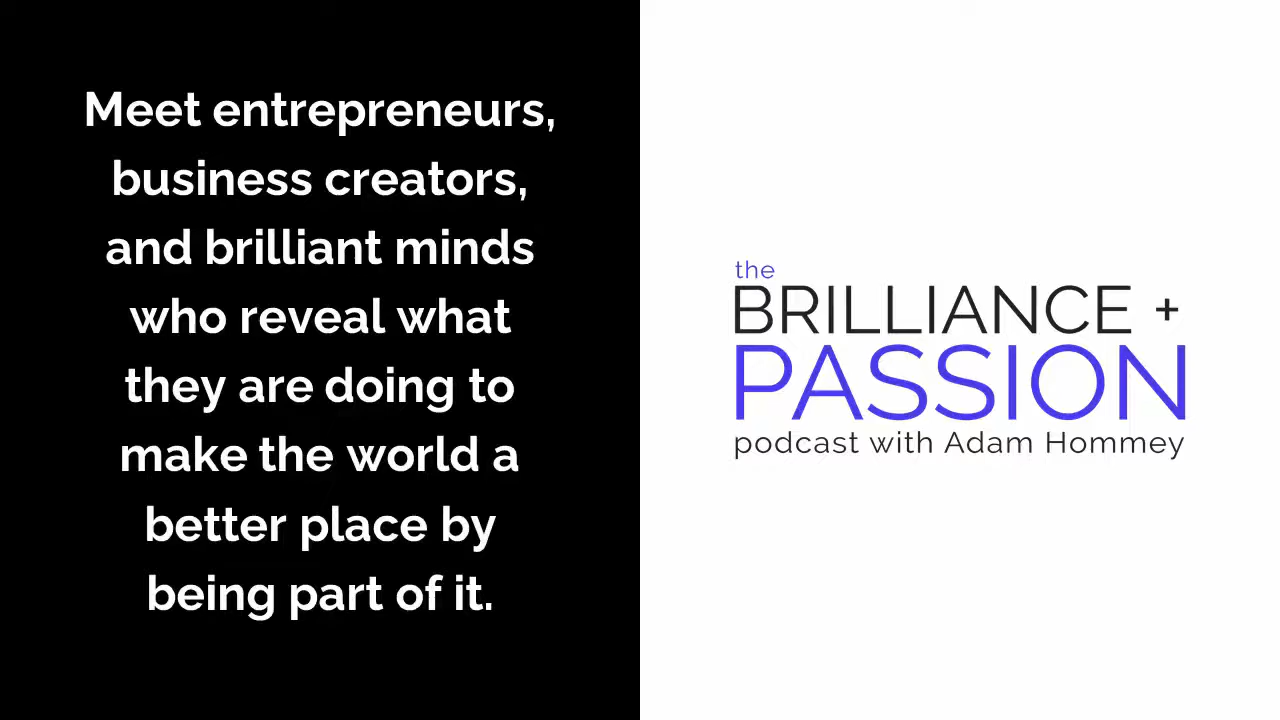 Meet entrepreneurs,
business creators,
and brilliant minds
who reveal what
they are doing to
make the world a
better place by
being part of it.
the
BRILLIANCE +
PASSION
podcast with Adam Hommey